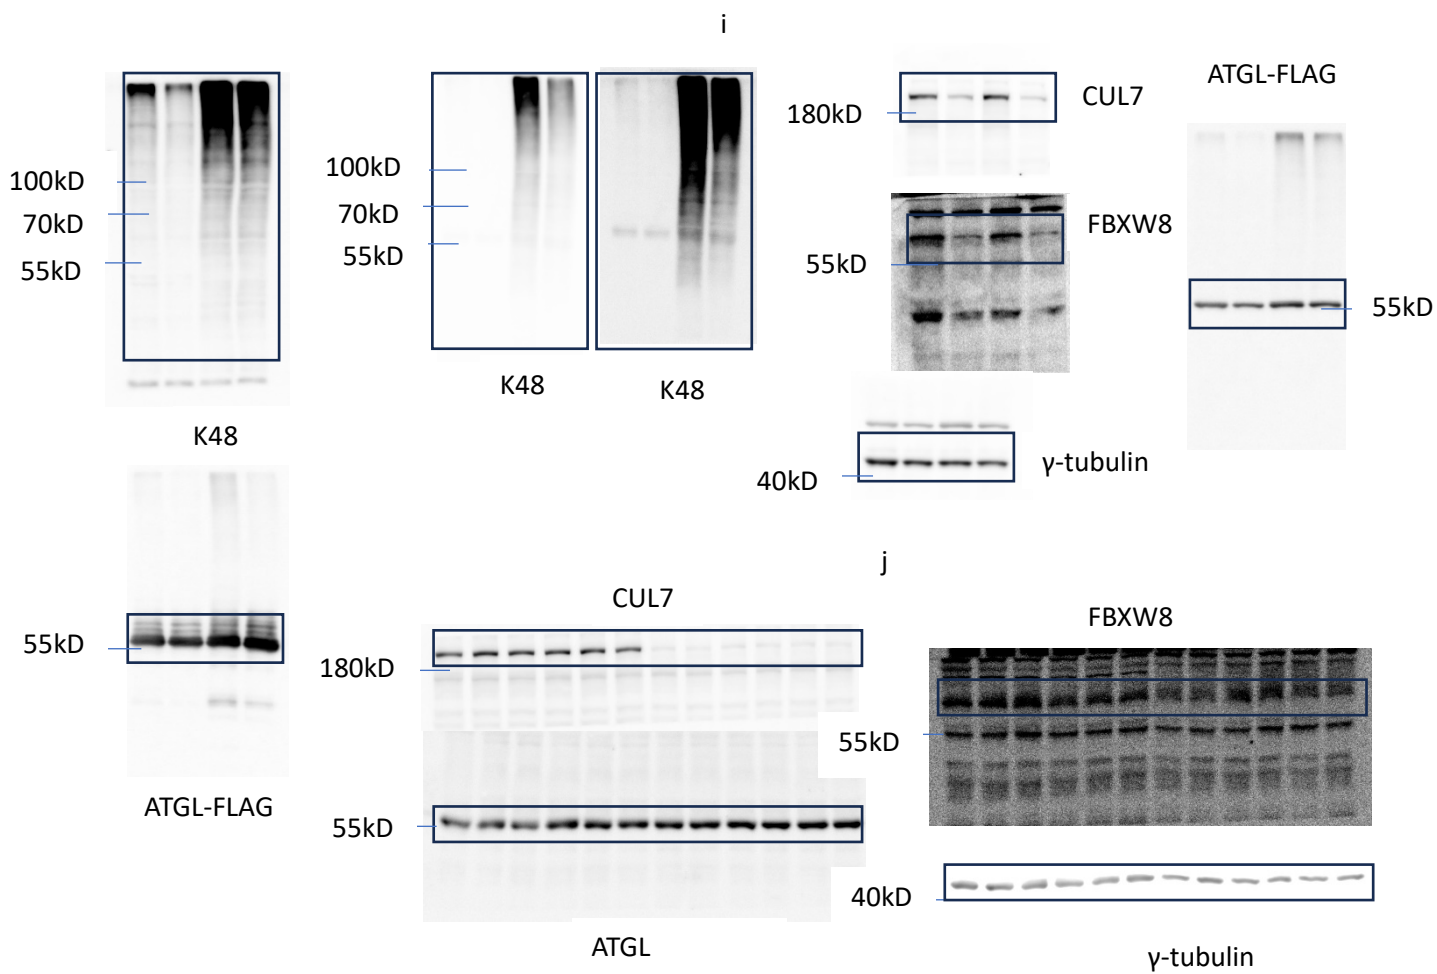 i
100kD
70kD
55kD
K48
55kD
ATGL-FLAG
100kD
70kD
55kD
K48
K48
180kD
CUL7
55kD
FBXW8
40kD
γ-tubulin
ATGL-FLAG
55kD
j
CUL7
180kD
55kD
ATGL
FBXW8
55kD
40kD
γ-tubulin